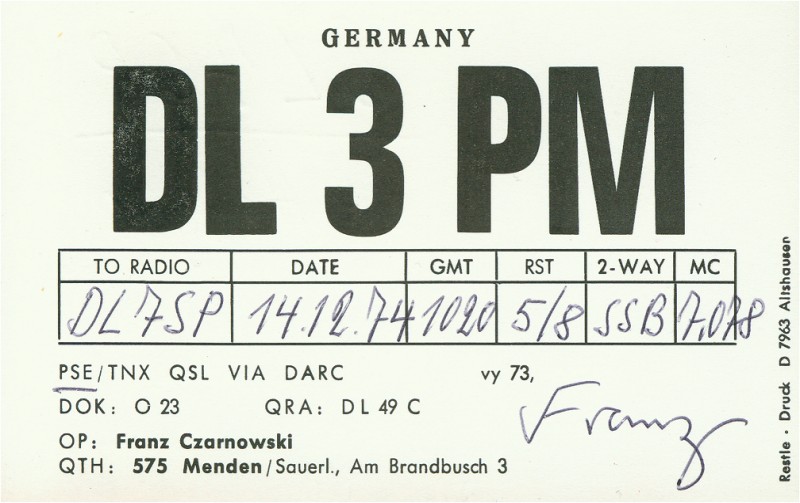 GERMANY
DL 3 PM
TO RADIO DATE GMT RST 2-WAY MC
DL7SP 14.12.74 1020 5/8 SSB 7,078
PSE/TNX QSL VIA DARC vy 73,
DOK: O 23 QRA: DL 49 C
Franz
OP: Franz Czarnowski
QTH: 575 Menden/Sauerl., Am Brandbusch 3
Restle · Druck D 7963 Altshausen